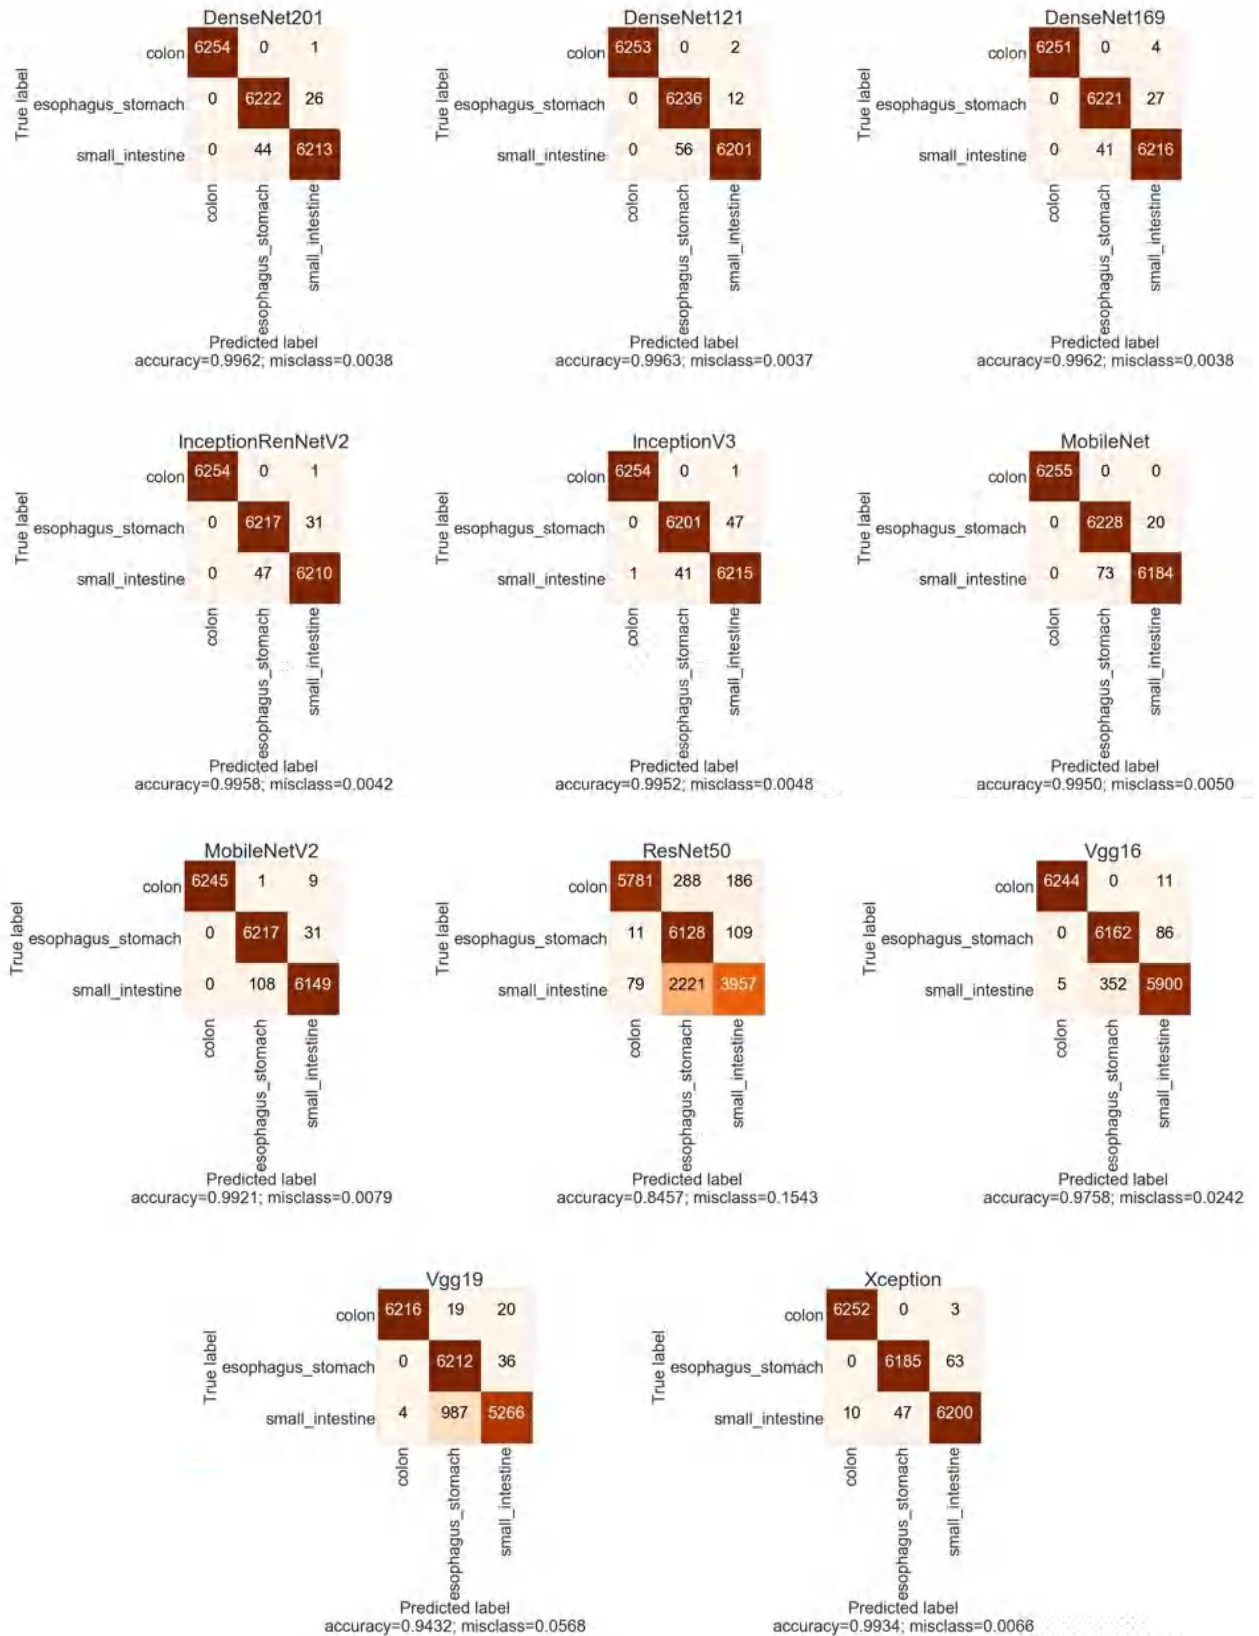 DenseNet201
colon 6254 0 1
True label
esophagus_stomach 0 6222 26
small_intestine 0 44 6213
colon
esophagus_stomach
small_intestine
Predicted label
accuracy=0.9962; misclass=0.0038
DenseNet121
colon 6253 0 2
True label
esophagus_stomach 0 6236 12
small_intestine 0 56 6201
colon
esophagus_stomach
small_intestine
Predicted label
accuracy=0.9963; misclass=0.0037
DenseNet169
colon 6251 0 4
True label
esophagus_stomach 0 6221 27
small_intestine 0 41 6216
colon
esophagus_stomach
small_intestine
Predicted label
accuracy=0.9962; misclass=0.0038
InceptionRenNetV2
colon 6254 0 1
True label
esophagus_stomach 0 6217 31
small_intestine 0 47 6210
colon
esophagus_stomach
small_intestine
Predicted label
accuracy=0.9958; misclass=0.0042
InceptionV3
colon 6254 0 1
True label
esophagus_stomach 0 6201 47
small_intestine 1 41 6215
colon
esophagus_stomach
small_intestine
Predicted label
accuracy=0.9952; misclass=0.0048
MobileNet
colon 6255 0 0
True label
esophagus_stomach 0 6228 20
small_intestine 0 73 6184
colon
esophagus_stomach
small_intestine
Predicted label
accuracy=0.9950; misclass=0.0050
MobileNetV2
colon 6245 1 9
True label
esophagus_stomach 0 6217 31
small_intestine 0 108 6149
colon
esophagus_stomach
small_intestine
Predicted label
accuracy=0.9921; misclass=0.0079
ResNet50
colon 5781 288 186
True label
esophagus_stomach 11 6128 109
small_intestine 79 2221 3957
colon
esophagus_stomach
small_intestine
Predicted label
accuracy=0.8457; misclass=0.1543
Vgg16
colon 6244 0 11
True label
esophagus_stomach 0 6162 86
small_intestine 5 352 5900
colon
esophagus_stomach
small_intestine
Predicted label
accuracy=0.9758; misclass=0.0242
Vgg19
colon 6216 19 20
True label
esophagus_stomach 0 6212 36
small_intestine 4 987 5266
colon
esophagus_stomach
small_intestine
Predicted label
accuracy=0.9432; misclass=0.0568
Xception
colon 6252 0 3
True label
esophagus_stomach 0 6185 63
small_intestine 10 47 6200
colon
esophagus_stomach
small_intestine
Predicted label
accuracy=0.9934; misclass=0.0066